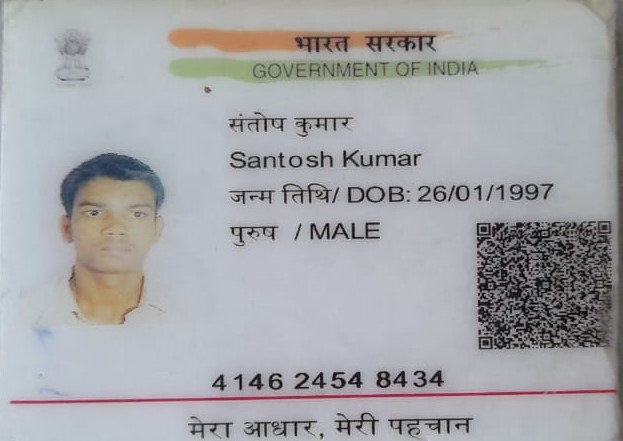 भारत सरकार
GOVERNMENT OF INDIA
संतोष कुमार
Santosh Kumar
जन्म तिथि/ DOB: 26/01/1997
पुरुष / MALE
4146 2454 8434
मेरा आधार, मेरी पहचान